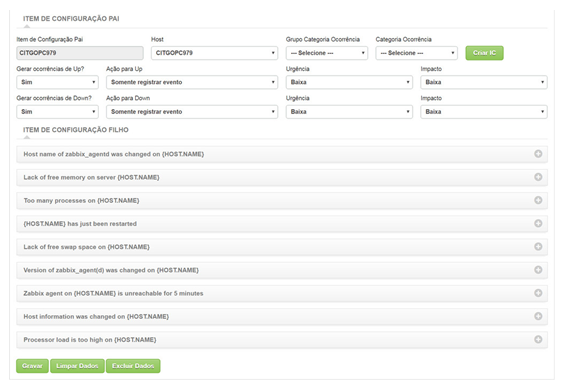 ITEM DE CONFIGURAÇÃO PAI
Item de Configuração Pai Host Grupo Categoria Ocorrência Categoria Ocorrência
CITGOPC979 CITGOPC979 --- Selecione --- --- Selecione --- Criar IC
Gerar ocorrências de Up? Ação para Up Urgência Impacto
Sim Somente registrar evento Baixa Baixa
Gerar ocorrências de Down? Ação para Down Urgência Impacto
Sim Somente registrar evento Baixa Baixa
ITEM DE CONFIGURAÇÃO FILHO
Host name of zabbix_agentd was changed on {HOST.NAME}
Lack of free memory on server {HOST.NAME}
Too many processes on {HOST.NAME}
{HOST.NAME} has just been restarted
Lack of free swap space on {HOST.NAME}
Version of zabbix_agent(d) was changed on {HOST.NAME}
Zabbix agent on {HOST.NAME} is unreachable for 5 minutes
Host information was changed on {HOST.NAME}
Processor load is too high on {HOST.NAME}
Gravar Limpar Dados Excluir Dados